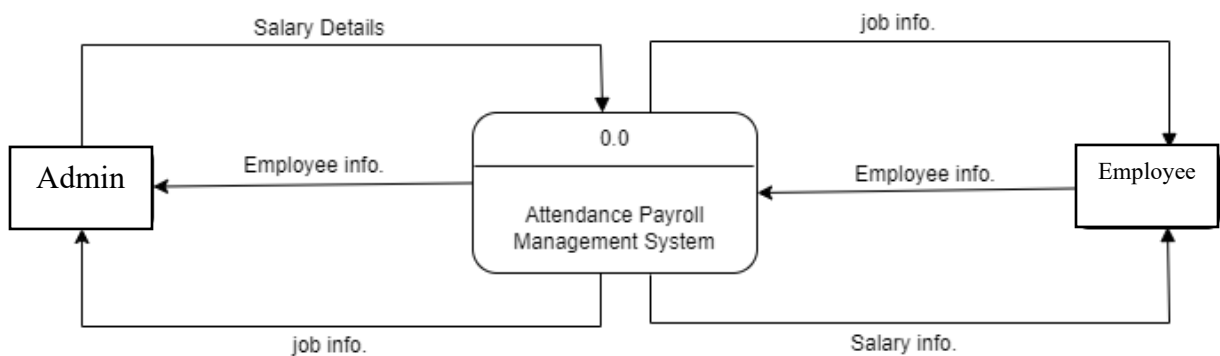 Salary Details
job info.
0.0
Admin
Employee info.
Employee info.
Employee
Attendance Payroll
Management System
job info.
Salary info.